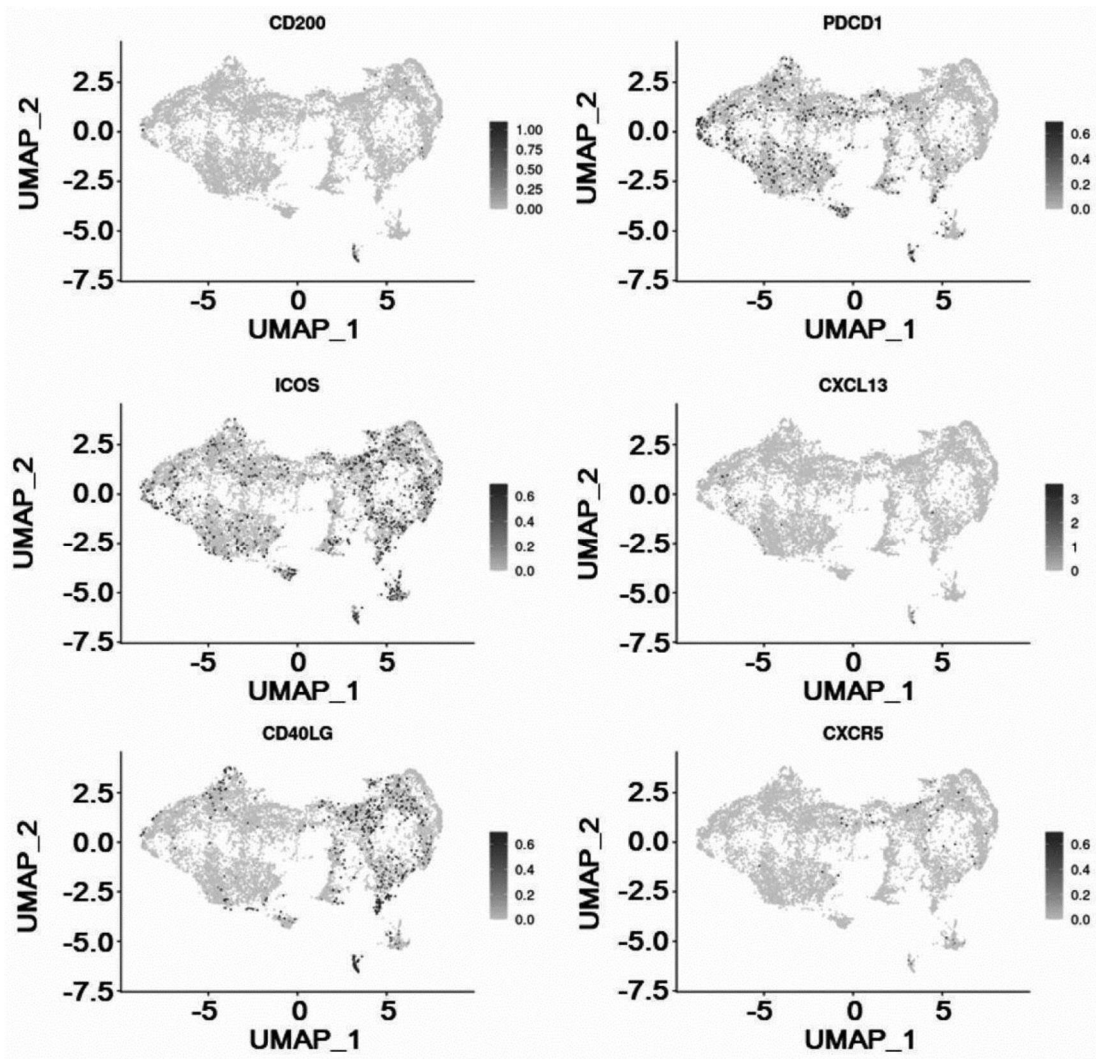 CD200
UMAP_2
2.5
0.0
-2.5
-5.0
-7.5
1.00
0.75
0.50
0.25
0.00
-5 0 5
UMAP_1
PDCD1
UMAP_2
2.5
0.0
-2.5
-5.0
-7.5
0.6
0.4
0.2
0.0
-5 0 5
UMAP_1
ICOS
UMAP_2
2.5
0.0
-2.5
-5.0
-7.5
0.6
0.4
0.2
0.0
-5 0 5
UMAP_1
CXCL13
UMAP_2
2.5
0.0
-2.5
-5.0
-7.5
3
2
1
0
-5 0 5
UMAP_1
CD40LG
UMAP_2
2.5
0.0
-2.5
-5.0
-7.5
0.6
0.4
0.2
0.0
-5 0 5
UMAP_1
CXCR5
UMAP_2
2.5
0.0
-2.5
-5.0
-7.5
0.6
0.4
0.2
0.0
-5 0 5
UMAP_1